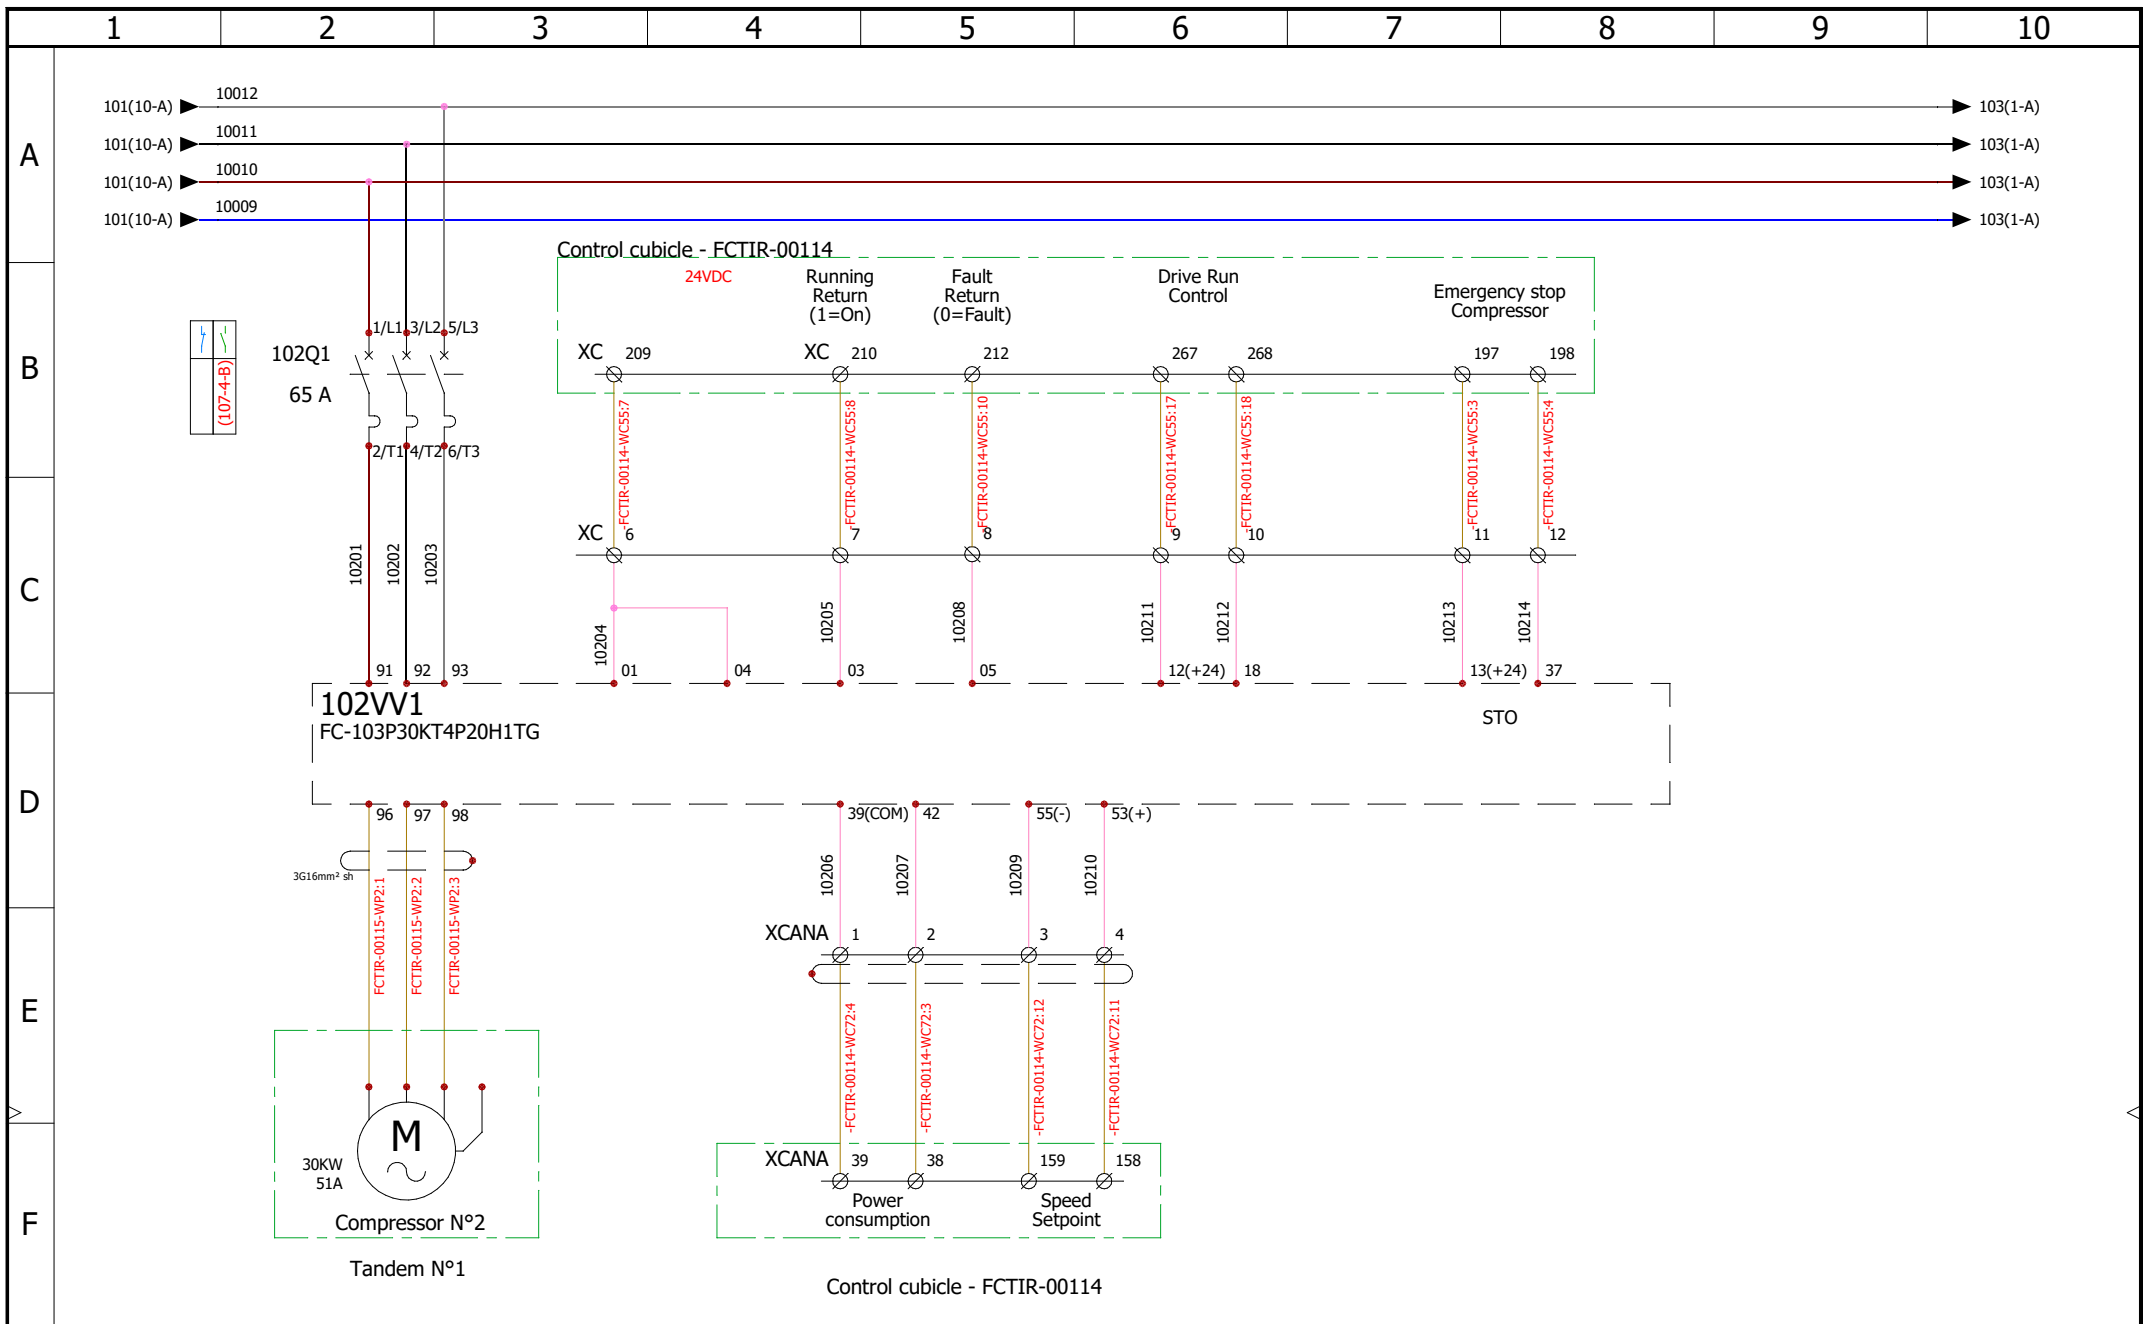 1 2 3 4 5 6 7 8 9 10
A
101(10-A) 10012 103(1-A)
101(10-A) 10011 103(1-A)
101(10-A) 10010 103(1-A)
101(10-A) 10009 103(1-A)
B
Control cubicle - FCTIR-00114
24VDC
Running
Return
(1=On)
Fault
Return
(0=Fault)
Drive Run
Control
Emergency stop
Compressor
(107-4-B)
102Q1
65 A
1/L1 3/L2 5/L3
2/T1 4/T2 6/T3
XC 209 XC 210 212 267 268 197 198
-FCTIR-00114-WC55:7
-FCTIR-00114-WC55:8
-FCTIR-00114-WC55:10
-FCTIR-00114-WC55:17
-FCTIR-00114-WC55:18
-FCTIR-00114-WC55:3
-FCTIR-00114-WC55:4
C
XC 6 7 8 9 10 11 12
10201
10202
10203
10204
10205
10208
10211
10212
10213
10214
91 92 93 01 04 03 05 12(+24) 18 13(+24) 37
D
102VV1
FC-103P30KT4P20H1TG
STO
96 97 98 39(COM) 42 55(-) 53(+)
3G16mm² sh
FCTIR-00115-WP2:1
FCTIR-00115-WP2:2
FCTIR-00115-WP2:3
10206
10207
10209
10210
E
XCANA 1 2 3 4
-FCTIR-00114-WC72:4
-FCTIR-00114-WC72:3
-FCTIR-00114-WC72:12
-FCTIR-00114-WC72:11
F
M
30KW
51A
Compressor N°2
Tandem N°1
XCANA 39 38 159 158
Power
consumption
Speed
Setpoint
Control cubicle - FCTIR-00114